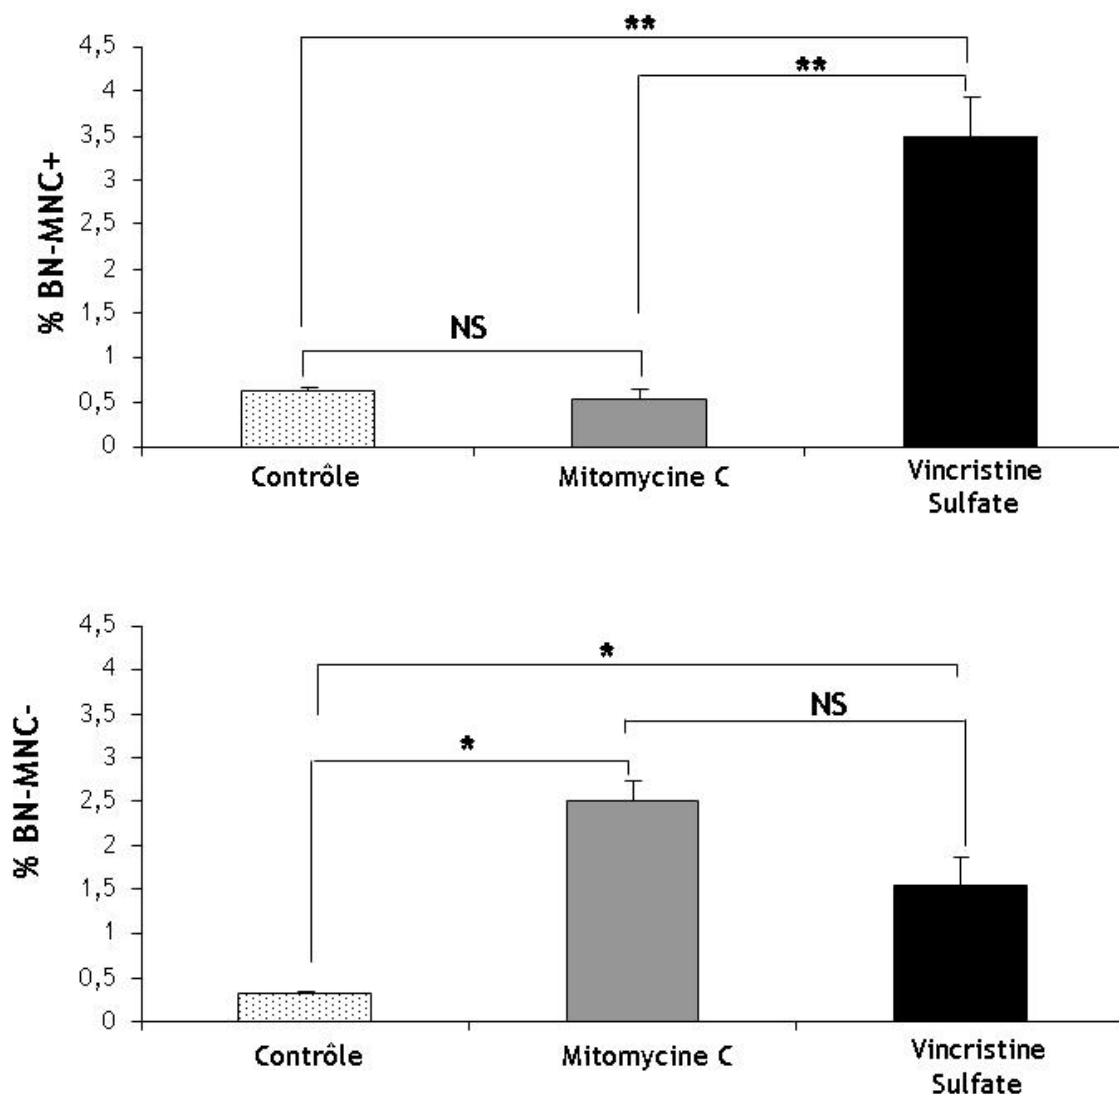 **
4,5
4
**
3,5
3
2,5
2
1,5
1
0,5
0
% BN-MNC+
NS
Contrôle
Mitomycine C
Vincristine
Sulfate
4,5
4
3,5
3
2,5
2
1,5
1
0,5
0
% BN-MNC-
*
NS
*
Contrôle
Mitomycine C
Vincristine
Sulfate